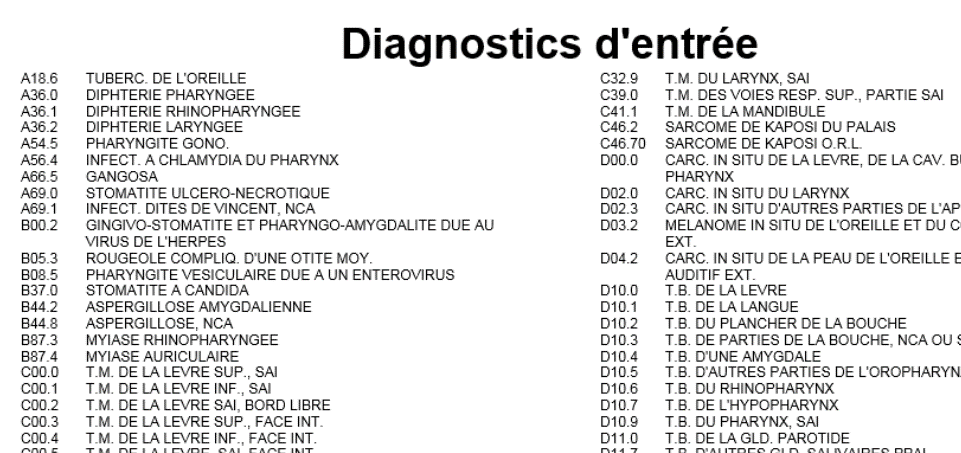 Diagnostics d'entrée
A18.6 TUBERC. DE L'OREILLE
A36.0 DIPHTERIE PHARYNGEE
A36.1 DIPHTERIE RHINOPHARYNGEE
A36.2 DIPHTERIE LARYNGEE
A54.5 PHARYNGITE GONO.
A56.4 INFECT. A CHLAMYDIA DU PHARYNX
A66.5 GANGOSA
A69.0 STOMATITE ULCERO-NECROTIQUE
A69.1 INFECT. DITES DE VINCENT, NCA
B00.2 GINGIVO-STOMATITE ET PHARYNGO-AMYGDALITE DUE AU
VIRUS DE L'HERPES
B05.3 ROUGEOLE COMPLIQ. D'UNE OTITE MOY.
B08.5 PHARYNGITE VESICULAIRE DUE A UN ENTEROVIRUS
B37.0 STOMATITE A CANDIDA
B44.2 ASPERGILLOSE AMYGDALIENNE
B44.8 ASPERGILLOSE, NCA
B87.3 MYIASE RHINOPHARYNGEE
B87.4 MYIASE AURICULAIRE
C00.0 T.M. DE LA LEVRE SUP., SAI
C00.1 T.M. DE LA LEVRE INF., SAI
C00.2 T.M. DE LA LEVRE SAI, BORD LIBRE
C00.3 T.M. DE LA LEVRE SUP., FACE INT.
C00.4 T.M. DE LA LEVRE INF., FACE INT.
C00.5 T.M. DE LA LEVRE, SAI, FACE INT.
C32.9 T.M. DU LARYNX, SAI
C39.0 T.M. DES VOIES RESP. SUP., PARTIE SAI
C41.1 T.M. DE LA MANDIBULE
C46.2 SARCOME DE KAPOSI DU PALAIS
C46.70 SARCOME DE KAPOSI O.R.L.
D00.0 CARC. IN SITU DE LA LEVRE, DE LA CAV.
PHARYNX
D02.0 CARC. IN SITU DU LARYNX
D02.3 CARC. IN SITU D'AUTRES PARTIES DE
D03.2 MELANOME IN SITU DE L'OREILLE ET DU
EXT.
D04.2 CARC. IN SITU DE LA PEAU DE L'OREILLE
AUDITIF EXT.
D10.0 T.B. DE LA LEVRE
D10.1 T.B. DE LA LANGUE
D10.2 T.B. DU PLANCHER DE LA BOUCHE
D10.3 T.B. DE PARTIES DE LA BOUCHE, NCA OU
D10.4 T.B. D'UNE AMYGDALE
D10.5 T.B. D'AUTRES PARTIES DE
D10.6 T.B. DU RHINOPHARYNX
D10.7 T.B. DE L'HYPOPHARYNX
D10.9 T.B. DU PHARYNX, SAI
D11.0 T.B. DE LA GLD. PAROTIDE
D11.7 T.B. D'AUTRES GLD. SALIVAIRES